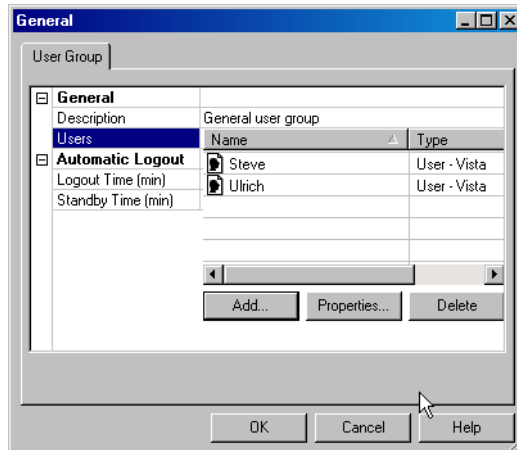 General
User Group
General
Description General user group
Users Name Type
Automatic Logout Steve User - Vista
Logout Time (min) Ulrich User - Vista
Standby Time (min)
Add... Properties... Delete
OK Cancel Help